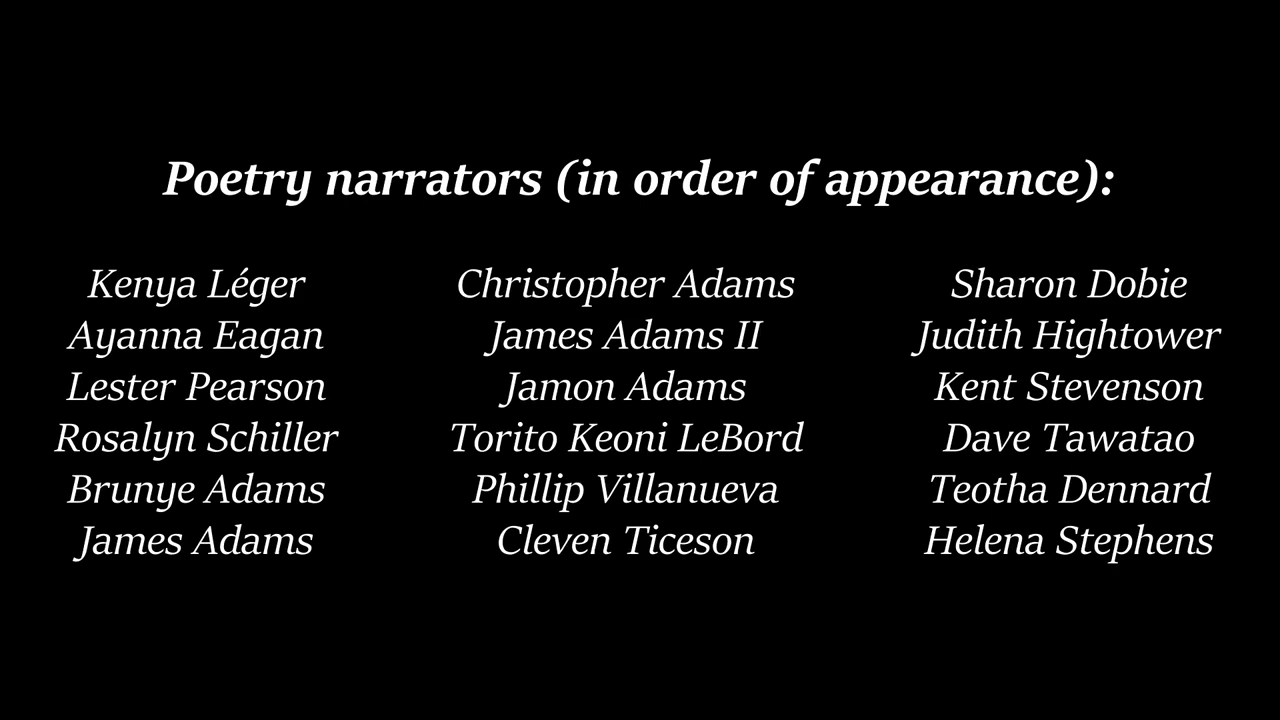 Poetry narrators (in order of appearance):
Kenya Léger
Ayanna Eagan
Lester Pearson
Rosalyn Schiller
Brunye Adams
James Adams
Christopher Adams
James Adams II
Jamon Adams
Torito Keoni LeBord
Phillip Villanueva
Cleven Ticeson
Sharon Dobie
Judith Hightower
Kent Stevenson
Dave Tawatao
Teotha Dennard
Helena Stephens